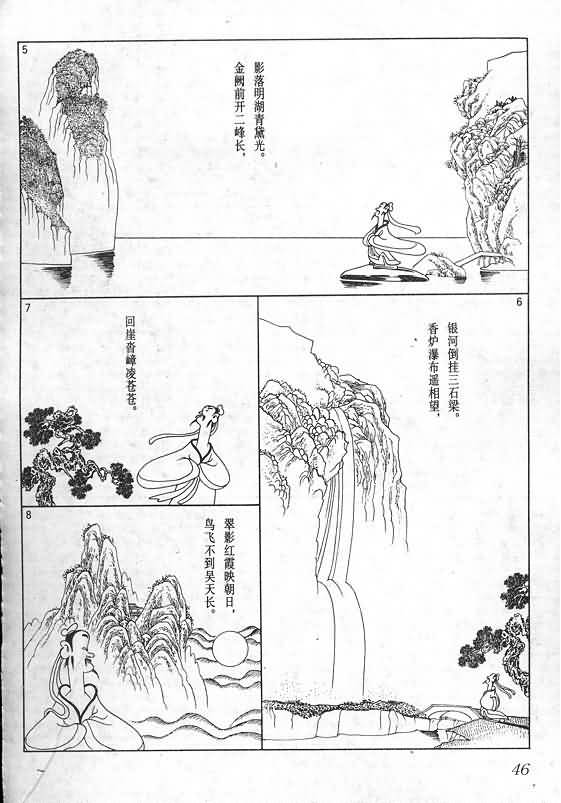 5
影落明湖青黛光。
金阙前开二峰长，
6
银河倒挂三石梁。
香炉瀑布遥相望，
7
回崖沓嶂凌苍苍。
8
翠影红霞映朝日，
鸟飞不到吴天长。
46